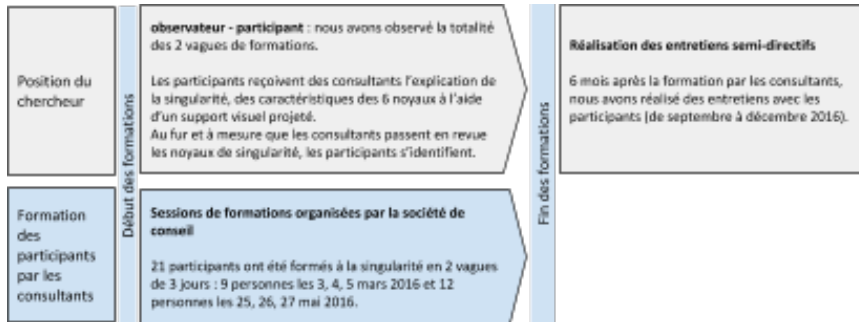 Position du
chercheur
Début des formations
observateur - participant : nous avons observé la totalité
des 2 vagues de formations.
Les participants reçoivent des consultants l'explication de
la singularité, des caractéristiques des 6 noyaux à l'aide
d'un support visuel projeté.
Au fur et à mesure que les consultants passent en revue
les noyaux de singularité, les participants s'identifient.
Fin des formations
Réalisation des entretiens semi-directifs
6 mois après la formation par les consultants,
nous avons réalisé des entretiens avec les
participants (de septembre à décembre 2016).
Formation
des
participants
par les
consultants
Sessions de formations organisées par la société de
conseil
21 participants ont été formés à la singularité en 2 vagues
de 3 jours : 9 personnes les 3, 4, 5 mars 2016 et 12
personnes les 25, 26, 27 mai 2016.